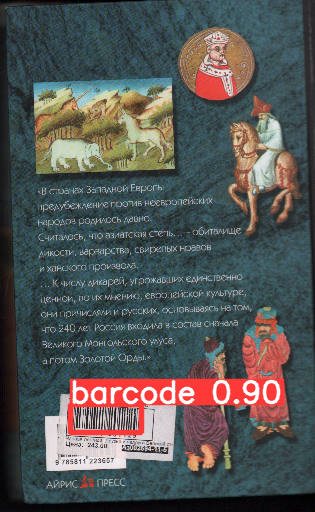 «В странах Западной Европы
предубеждение против неевропейских
народов родилось давно.
Считалось, что азиатская степь... – обиталище
дикости, варварства, свирепых нравов
и ханского произвола.
... К числу дикарей, угрожавших единственно
ценной, по их мнению, европейской культуре,
они причисляли и русских, основываясь на том,
что 240 лет Россия входила в состав сначала
Великого Монгольского улуса,
а потом Золотой Орды.»
barcode 0.90
Цена: 243.00
9 785811 223657
АЙРИС ПРЕСС